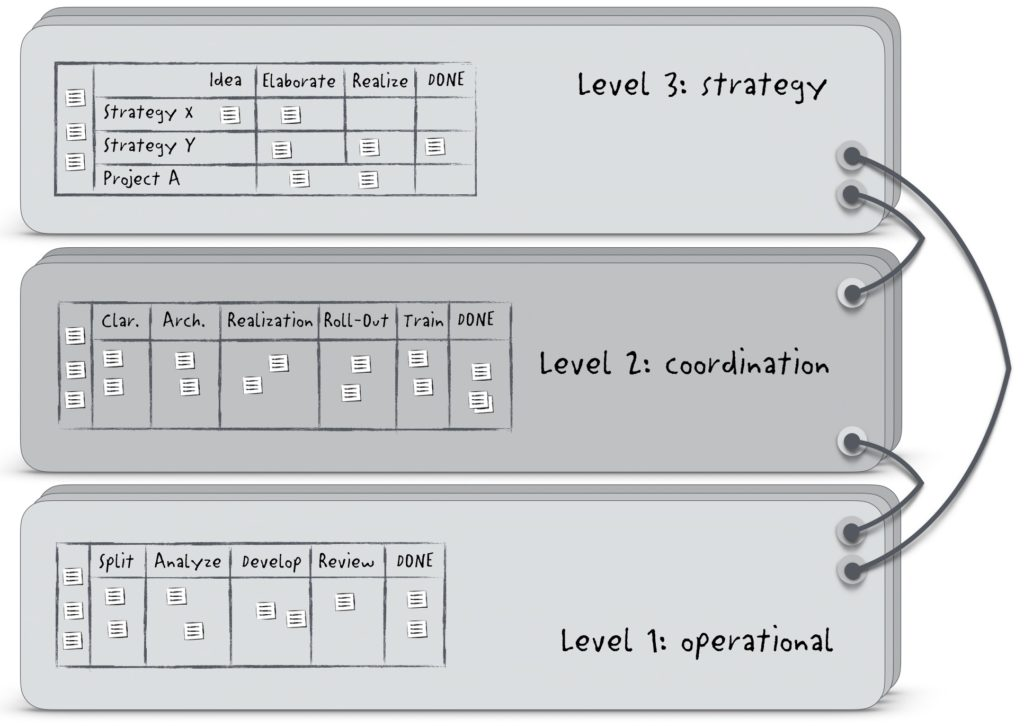 Level 3: strategy
Idea Elaborate Realize DONE
Strategy X
Strategy Y
Project A
Level 2: coordination
Clar. Arch. Realization Roll-Out Train DONE
Level 1: operational
Split Analyze Develop Review DONE